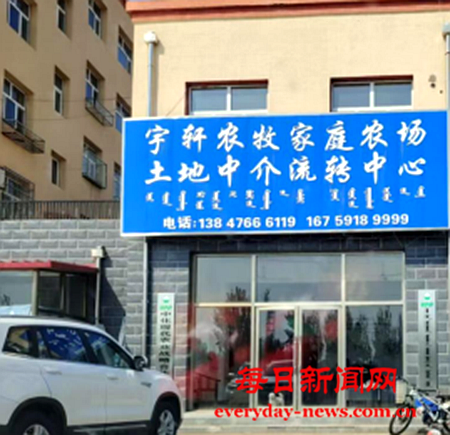 宇轩农牧家庭农场
土地中介流转中心
电话:138 4766 6119 167 5918 9999
每日新闻网
everyday-news.com.cn